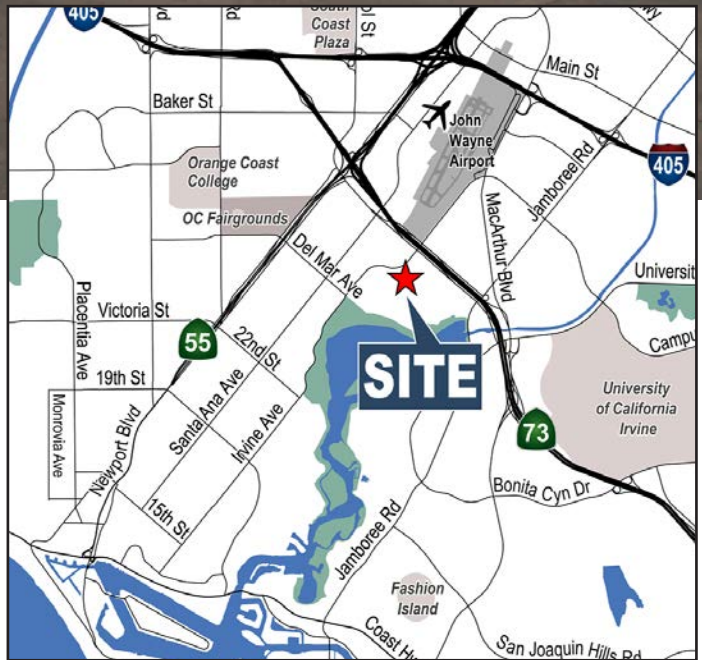 405
South
Coast
Plaza
Main St
Baker St
John
Wayne
Airport
Jamboree Rd
405
Orange Coast
College
OC Fairgrounds
MacArthur Blvd
Del Mar Ave
Placentia Ave
Victoria St
55
22nd St
SITE
19th St
Santa Ana Ave
Irvine Ave
Monrovia Ave
Newport Blvd
University
of California
Irvine
73
Bonita Cyn Dr
15th St
Jamboree Rd
Fashion
Island
Coast
San Joaquin Hills Rd